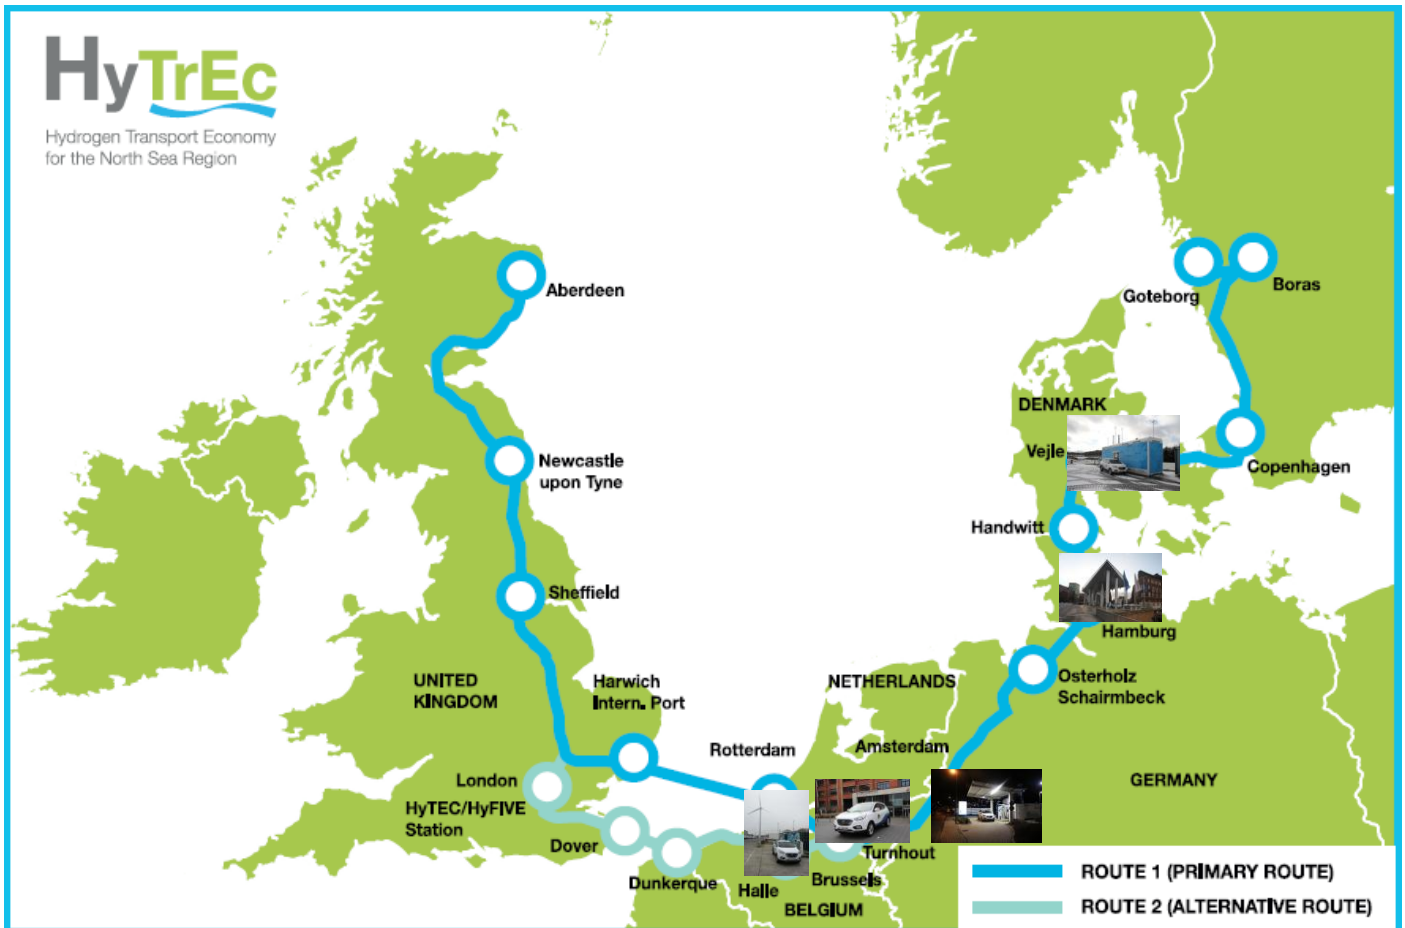 HyTrEc
Hydrogen Transport Economy
for the North Sea Region
Aberdeen
Goteborg
Boras
DENMARK
Vejle
Copenhagen
Newcastle
upon Tyne
Handwitt
Sheffield
Hamburg
UNITED
KINGDOM
Harwich
Intern. Port
NETHERLANDS
Osterholz
Schairmbeck
Rotterdam
Amsterdam
London
HyTEC/HyFIVE
Station
GERMANY
Dover
Turnhout
Dunkerque
Halle
Brussels
BELGIUM
ROUTE 1 (PRIMARY ROUTE)
ROUTE 2 (ALTERNATIVE ROUTE)